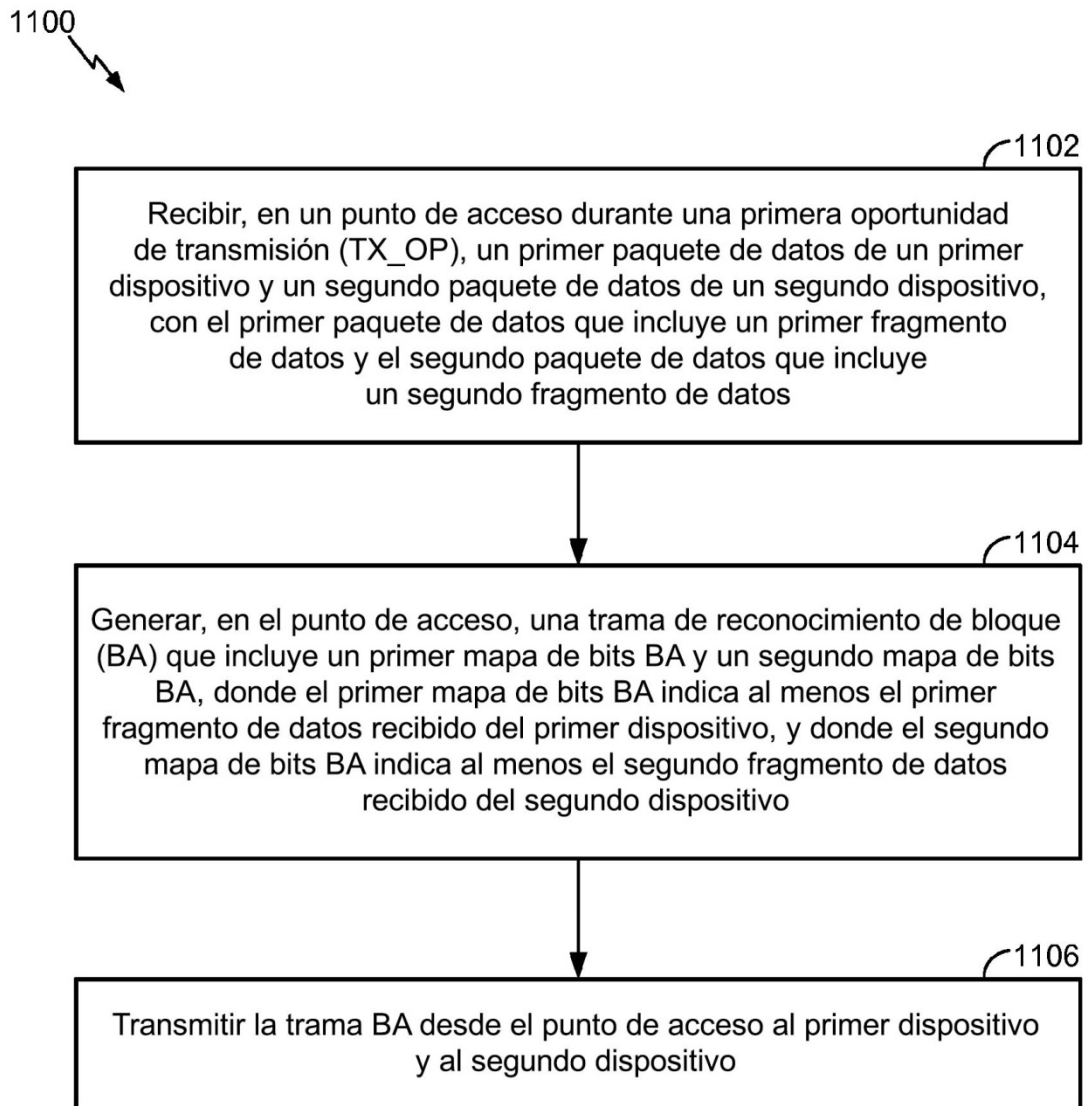 1100
1102
Recibir, en un punto de acceso durante una primera oportunidad
de transmisión (TX_OP), un primer paquete de datos de un primer
dispositivo y un segundo paquete de datos de un segundo dispositivo,
con el primer paquete de datos que incluye un primer fragmento
de datos y el segundo paquete de datos que incluye
un segundo fragmento de datos
1104
Generar, en el punto de acceso, una trama de reconocimiento de bloque
(BA) que incluye un primer mapa de bits BA y un segundo mapa de bits
BA, donde el primer mapa de bits BA indica al menos el primer
fragmento de datos recibido del primer dispositivo, y donde el segundo
mapa de bits BA indica al menos el segundo fragmento de datos
recibido del segundo dispositivo
1106
Transmitir la trama BA desde el punto de acceso al primer dispositivo
y al segundo dispositivo